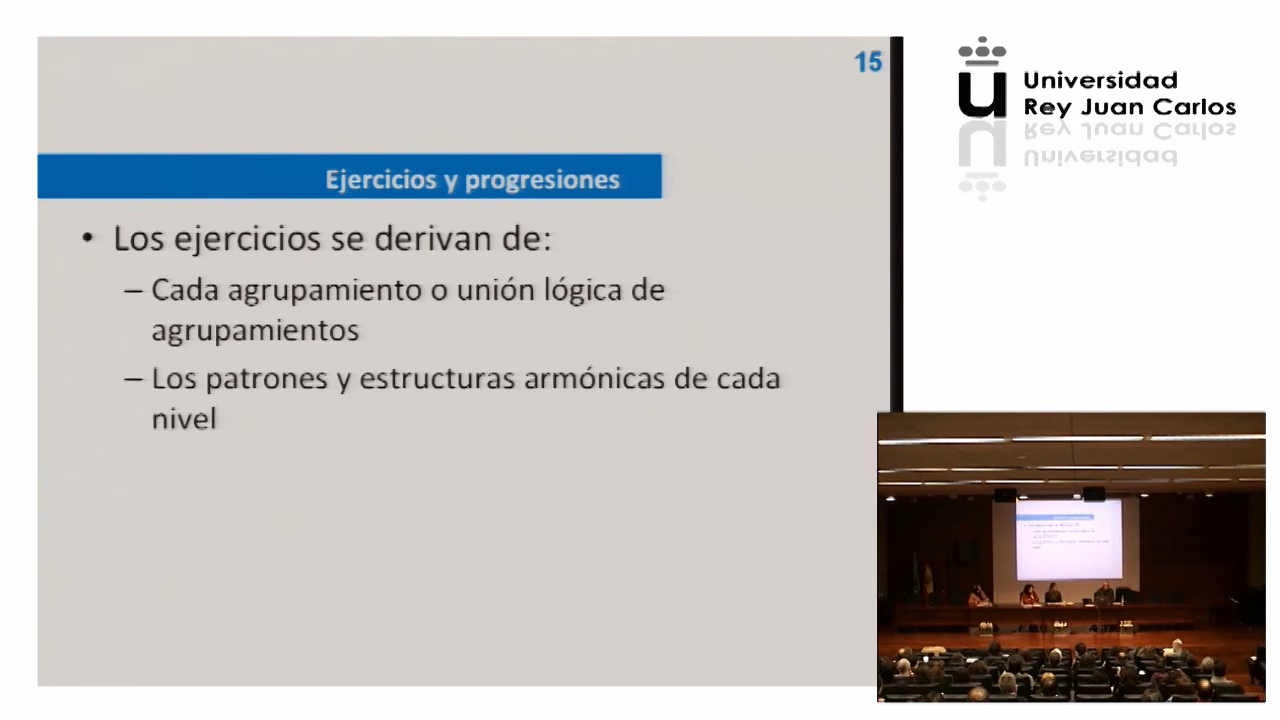 15
Universidad
Rey Juan Carlos
Ejercicios y progresiones
• Los ejercicios se derivan de:
– Cada agrupamiento o unión lógica de
agrupamientos
– Los patrones y estructuras armónicas de cada
nivel